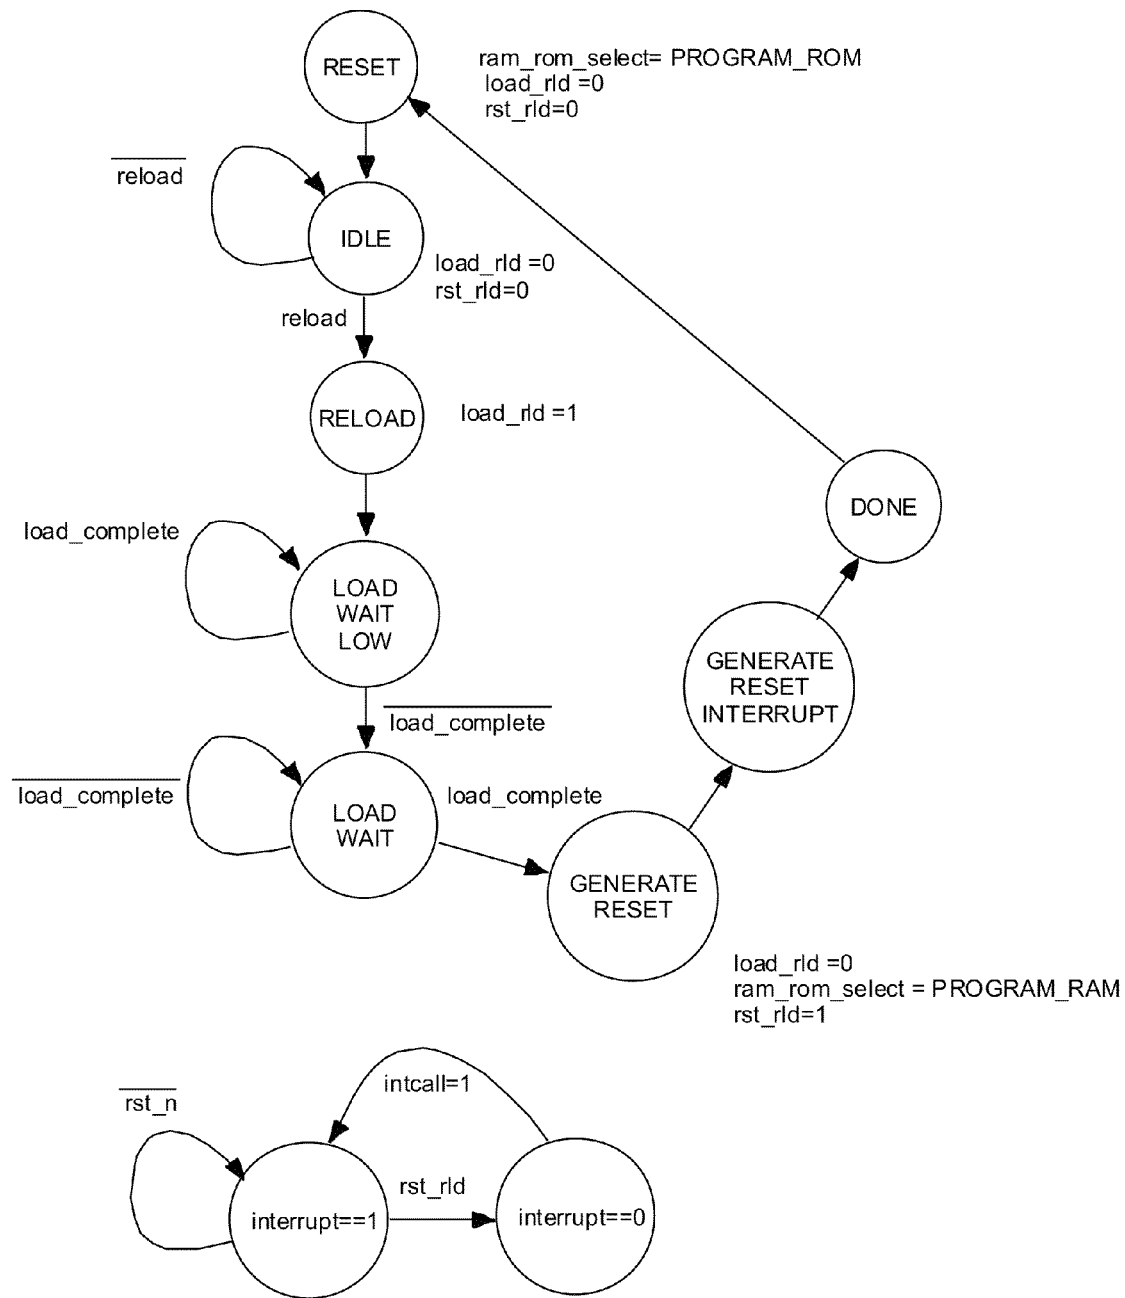 RESET
ram_rom_select= PROGRAM_ROM
load_rld =0
rst_rld=0
reload
IDLE
load_rld =0
rst_rld=0
reload
RELOAD
load_rld =1
DONE
load_complete
LOAD
WAIT
LOW
GENERATE
RESET
INTERRUPT
load_complete
load_complete
LOAD
WAIT
load_complete
GENERATE
RESET
load_rld =0
ram_rom_select = PROGRAM_RAM
rst_rld=1
intcall=1
rst_n
rst_rld
interrupt==1
interrupt==0